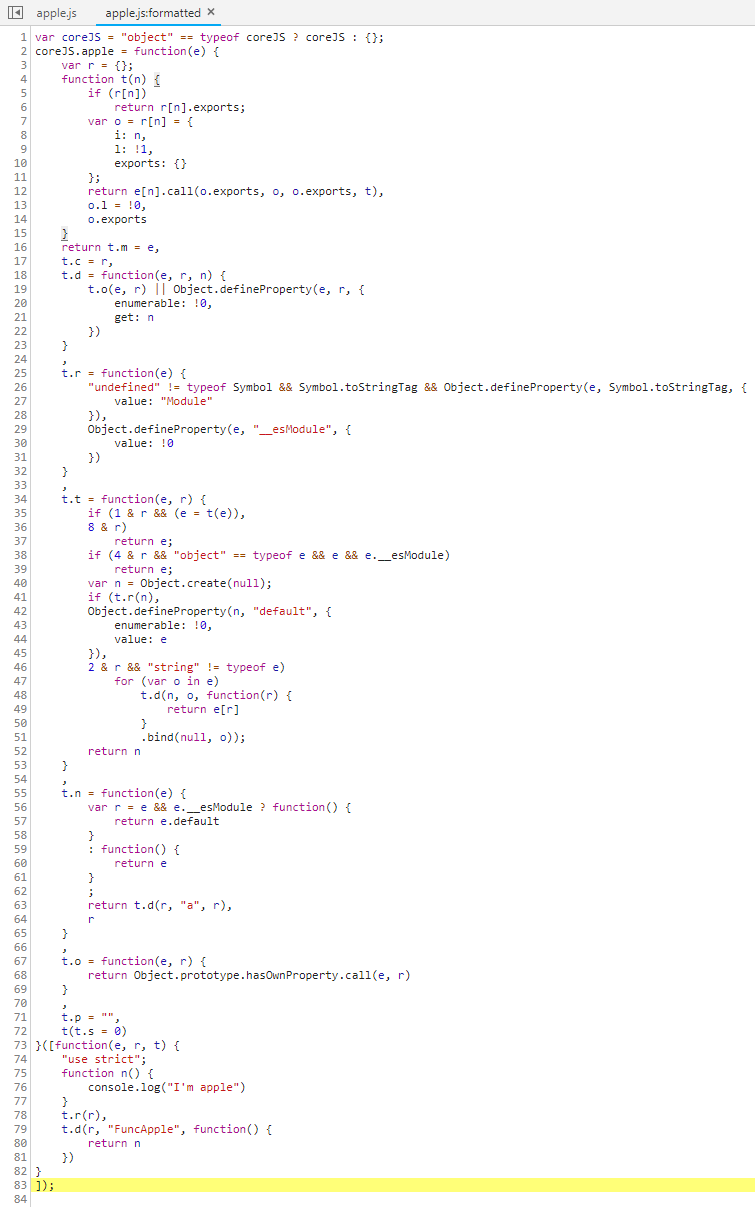 apple.js apple.js:formatted ×
1 var coreJS = "object" == typeof coreJS ? coreJS : {};
2 coreJS.apple = function(e) {
3     var r = {};
4     function t(n) {
5         if (r[n])
6             return r[n].exports;
7         var o = r[n] = {
8             i: n,
9             l: !1,
10             exports: {}
11         };
12         return e[n].call(o.exports, o, o.exports, t),
13         o.l = !0,
14         o.exports
15     }
16     return t.m = e,
17     t.c = r,
18     t.d = function(e, r, n) {
19         t.o(e, r) || Object.defineProperty(e, r, {
20             enumerable: !0,
21             get: n
22         })
23     }
24     ,
25     t.r = function(e) {
26         "undefined" != typeof Symbol && Symbol.toStringTag && Object.defineProperty(e, Symbol.toStringTag, {
27             value: "Module"
28         }),
29         Object.defineProperty(e, "__esModule", {
30             value: !0
31         })
32     }
33     ,
34     t.t = function(e, r) {
35         if (1 & r && (e = t(e)),
36         8 & r)
37             return e;
38         if (4 & r && "object" == typeof e && e && e.__esModule)
39             return e;
40         var n = Object.create(null);
41         if (t.r(n),
42         Object.defineProperty(n, "default", {
43             enumerable: !0,
44             value: e
45         }),
46         2 & r && "string" != typeof e)
47             for (var o in e)
48                 t.d(n, o, function(r) {
49                     return e[r]
50                 }
51                 .bind(null, o));
52         return n
53     }
54     ,
55     t.n = function(e) {
56         var r = e && e.__esModule ? function() {
57             return e.default
58         }
59         : function() {
60             return e
61         }
62         ;
63         return t.d(r, "a", r),
64         r
65     }
66     ,
67     t.o = function(e, r) {
68         return Object.prototype.hasOwnProperty.call(e, r)
69     }
70     ,
71     t.p = "",
72     t(t.s = 0)
73 }([function(e, r, t) {
74     "use strict";
75     function n() {
76         console.log("I'm apple")
77     }
78     t.r(r),
79     t.d(r, "FuncApple", function() {
80         return n
81     })
82 }
83 ]);
84